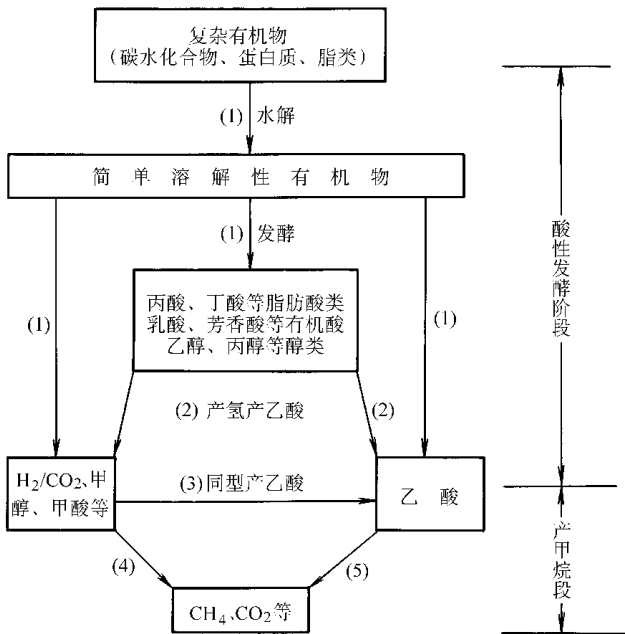 复杂有机物
(碳水化合物、蛋白质、脂类)
(1) 水解
简单溶解性有机物
(1) 发酵
丙酸、丁酸等脂肪酸类
乳酸、芳香酸等有机酸
乙醇、丙醇等醇类
(1)
(1)
(2) 产氢产乙酸
(2)
H₂/CO₂、甲
醇、甲酸等
(3) 同型产乙酸
乙酸
(4)
(5)
CH₄、CO₂等
酸性发酵阶段
产甲烷段